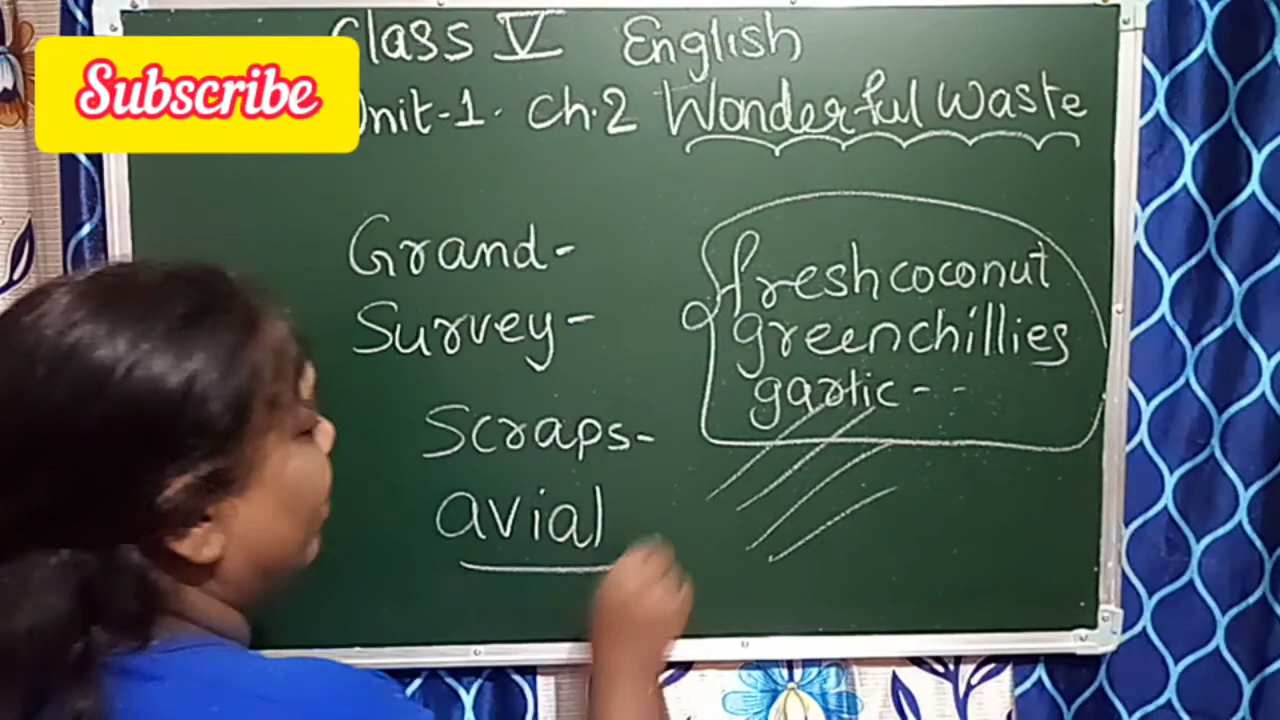 Subscribe
Class V English
Unit-1. Ch.2 Wonderful Waste
Grand-
Survey-
Scraps-
avial
fresh coconut
green chillies
garlic - - -